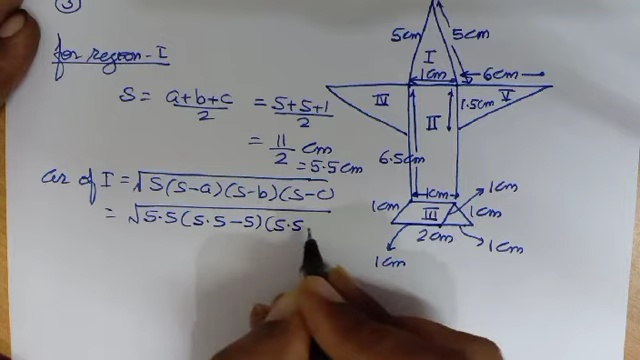 3
for region-I
S = a+b+c/2 = 5+5+1/2
= 11/2 cm
= 5.5cm
ar of I = √S(S-a)(S-b)(S-c)
= √5.5(5.5-5)(5.5
5cm
5cm
I
1cm
6cm
IV
V
1.5cm
II
6.5cm
1cm
1cm
1cm
III
1cm
2cm
1cm
1cm